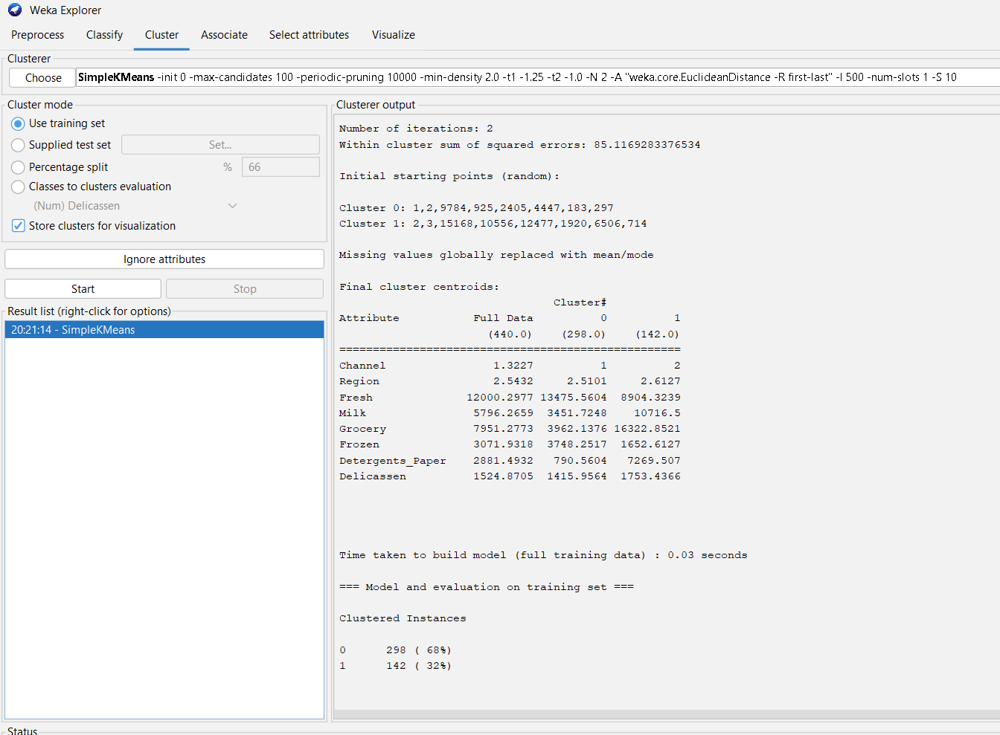 Weka Explorer
Preprocess Classify Cluster Associate Select attributes Visualize
Clusterer
Choose SimpleKMeans -init 0 -max-candidates 100 -periodic-pruning 10000 -min-density 2.0 -t1 -1.25 -t2 -1.0 -N 2 -A "weka.core.EuclideanDistance -R first-last" -I 500 -num-slots 1 -S 10
Cluster mode
Use training set
Supplied test set Set...
Percentage split % 66
Classes to clusters evaluation
(Num) Delicassen
Store clusters for visualization
Ignore attributes
Start Stop
Result list (right-click for options)
20:21:14 - SimpleKMeans
Clusterer output
Number of iterations: 2
Within cluster sum of squared errors: 85.1169283376534
Initial starting points (random):
Cluster 0: 1,2,9784,925,2405,4447,183,297
Cluster 1: 2,3,15168,10556,12477,1920,6506,714
Missing values globally replaced with mean/mode
Final cluster centroids:
Cluster#
Attribute Full Data 0 1
(440.0) (298.0) (142.0)
====================================================
Channel 1.3227 1 2
Region 2.5432 2.5101 2.6127
Fresh 12000.2977 13475.5604 8904.3239
Milk 5796.2659 3451.7248 10716.5
Grocery 7951.2773 3962.1376 16322.8521
Frozen 3071.9318 3748.2517 1652.6127
Detergents_Paper 2881.4932 790.5604 7269.507
Delicassen 1524.8705 1415.9564 1753.4366
Time taken to build model (full training data) : 0.03 seconds
=== Model and evaluation on training set ===
Clustered Instances
0 298 ( 68%)
1 142 ( 32%)
Status